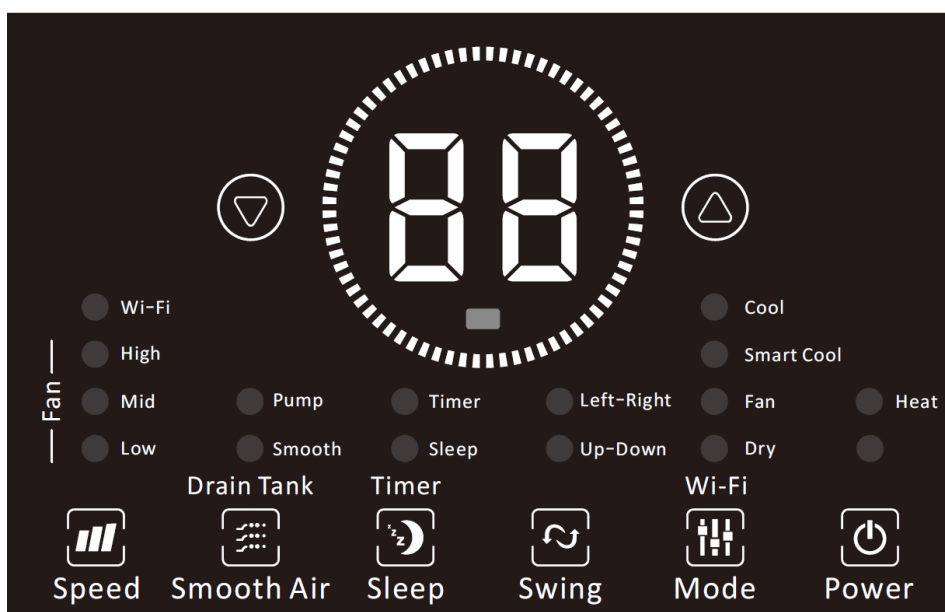 88
Wi-Fi
Cool
High
Smart Cool
Fan
Mid
Pump
Timer
Left-Right
Fan
Heat
Low
Smooth
Sleep
Up-Down
Dry
Drain Tank
Timer
Wi-Fi
zzz
Speed
Smooth Air
Sleep
Swing
Mode
Power